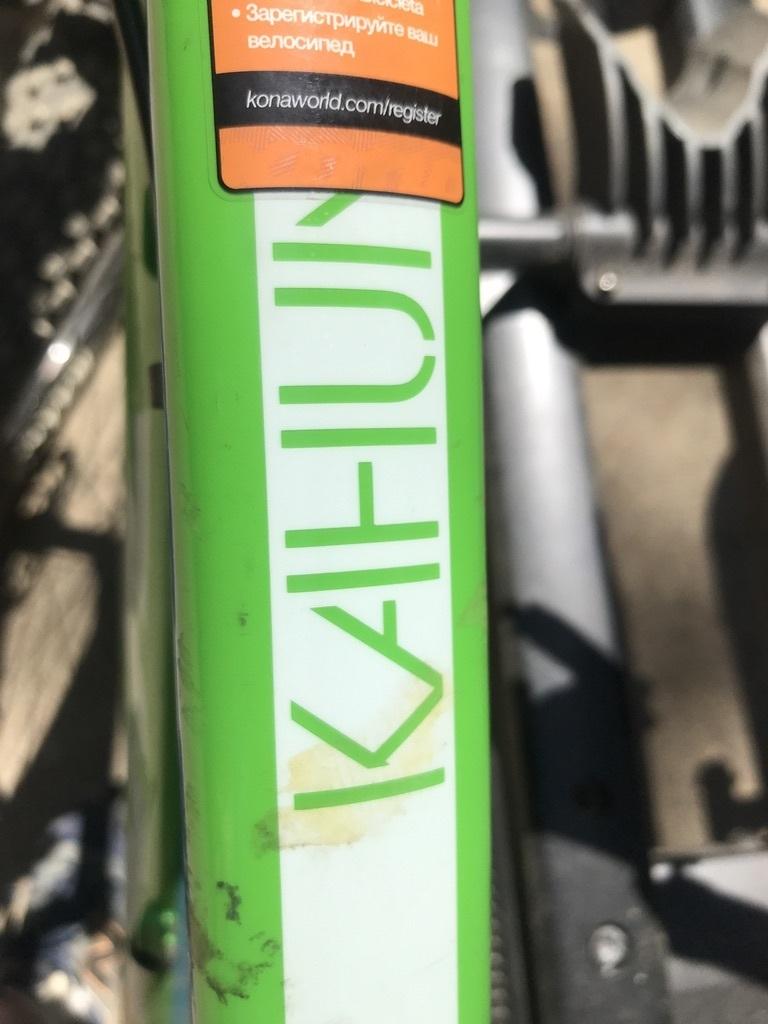 • Зарегистрируйте ваш
велосипед
konaworld.com/register
KAHUN